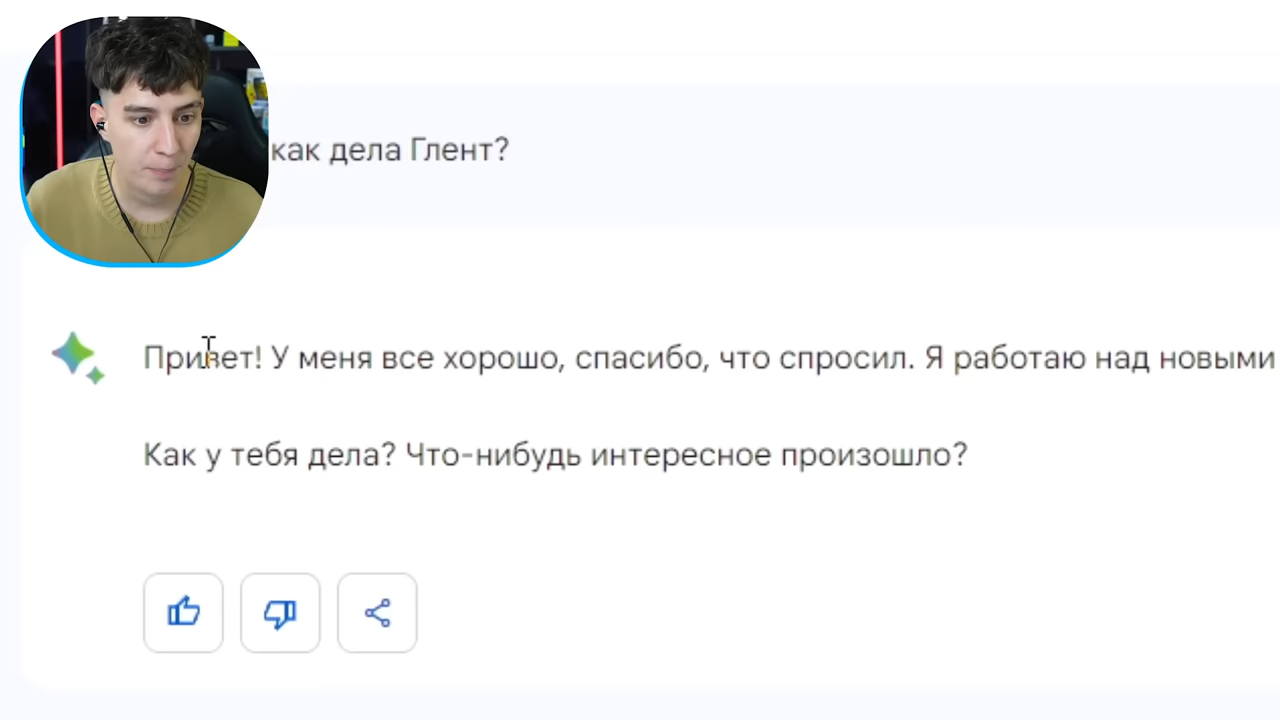 как дела Глент?
Привет! У меня все хорошо, спасибо, что спросил. Я работаю над новыми
Как у тебя дела? Что-нибудь интересное произошло?